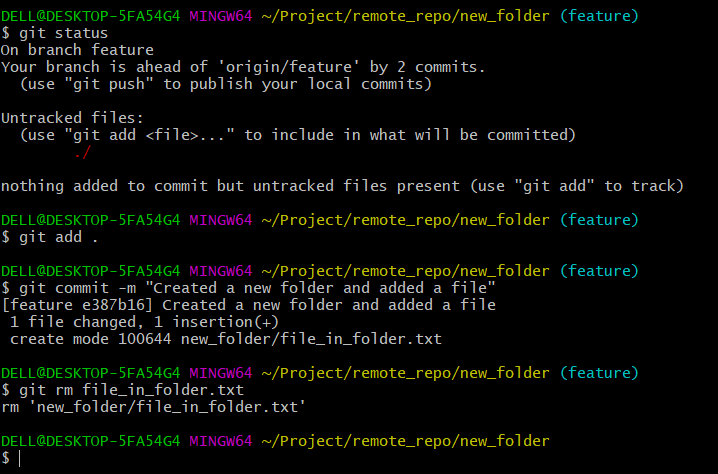 DELL@DESKTOP-5FA54G4 MINGW64 ~/Project/remote_repo/new_folder (feature)
$ git status
On branch feature
Your branch is ahead of 'origin/feature' by 2 commits.
  (use "git push" to publish your local commits)

Untracked files:
  (use "git add <file>..." to include in what will be committed)
        ./

nothing added to commit but untracked files present (use "git add" to track)

DELL@DESKTOP-5FA54G4 MINGW64 ~/Project/remote_repo/new_folder (feature)
$ git add .

DELL@DESKTOP-5FA54G4 MINGW64 ~/Project/remote_repo/new_folder (feature)
$ git commit -m "Created a new folder and added a file"
[feature e387b16] Created a new folder and added a file
 1 file changed, 1 insertion(+)
 create mode 100644 new_folder/file_in_folder.txt

DELL@DESKTOP-5FA54G4 MINGW64 ~/Project/remote_repo/new_folder (feature)
$ git rm file_in_folder.txt
rm 'new_folder/file_in_folder.txt'

DELL@DESKTOP-5FA54G4 MINGW64 ~/Project/remote_repo/new_folder
$